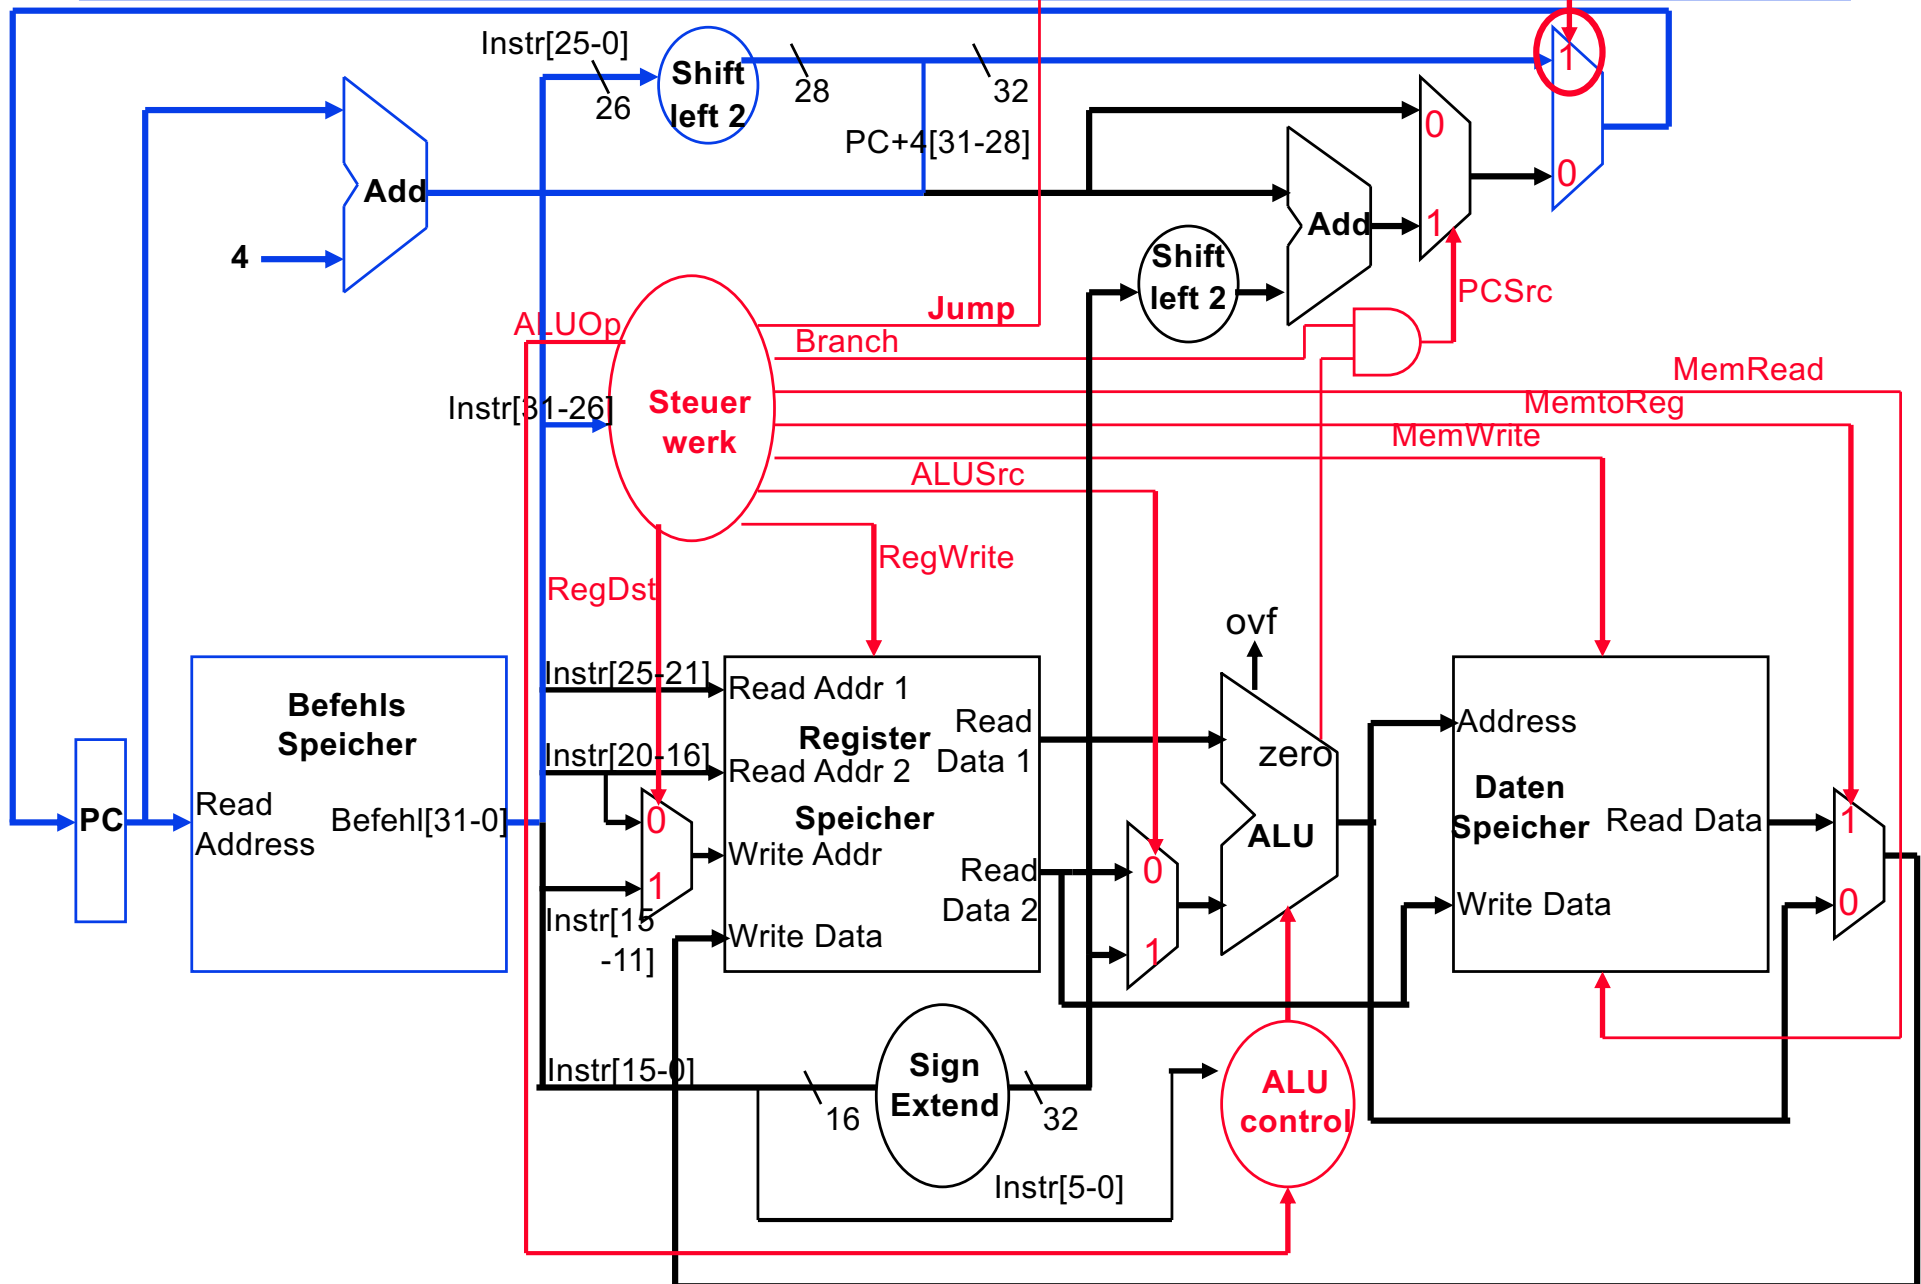 Instr[25-0]
26
Shift
left 2
28
32
1
PC+4[31-28]
0
Add
0
1
Add
4
Shift
left 2
PCSrc
Jump
ALUOp
Branch
MemRead
Instr[31-26]
Steuer
werk
MemtoReg
MemWrite
ALUSrc
RegWrite
RegDst
ovf
Instr[25-21]
Read Addr 1
Befehls
Speicher
Read
Data 1
Address
Register
zero
Instr[20-16]
Read Addr 2
Daten
Speicher
PC
Read
Address
Befehl[31-0]
0
Speicher
ALU
Read Data
1
Write Addr
1
Read
Data 2
0
Write Data
0
Instr[15
-11]
Write Data
1
Instr[15-0]
16
Sign
Extend
32
ALU
control
Instr[5-0]